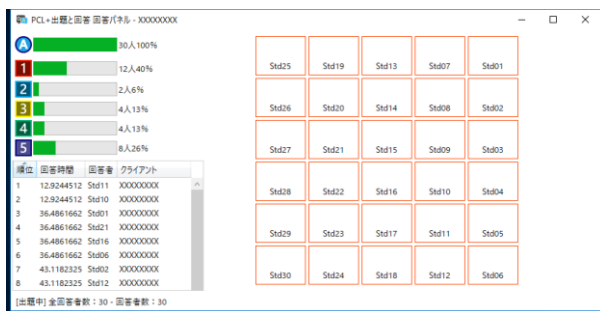 PCL+出題と回答 回答パネル - XXXXXXXX
A 30人100%
1 12人40%
2 2人6%
3 4人13%
4 4人13%
5 8人26%
順位 回答時間 回答者 クライアント
1 12.9244512 Std11 XXXXXXXX
2 12.9244512 Std10 XXXXXXXX
3 36.4861662 Std01 XXXXXXXX
4 36.4861662 Std21 XXXXXXXX
5 36.4861662 Std16 XXXXXXXX
6 36.4861662 Std06 XXXXXXXX
7 43.1182325 Std02 XXXXXXXX
8 43.1182325 Std12 XXXXXXXX
[出題中] 全回答者数：30 - 回答者数：30
Std25 Std19 Std13 Std07 Std01
Std26 Std20 Std14 Std08 Std02
Std27 Std21 Std15 Std09 Std03
Std28 Std22 Std16 Std10 Std04
Std29 Std23 Std17 Std11 Std05
Std30 Std24 Std18 Std12 Std06